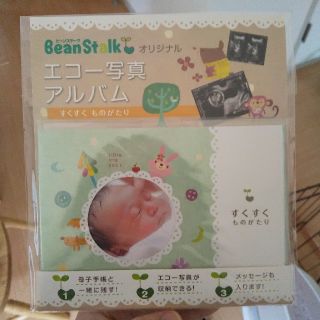 ビーンスターク
BeanStalk オリジナル
エコー写真
アルバム
すくすく ものがたり
すくすく
ものがたり
1 母子手帳と
一緒に残す!
2 エコー写真が
収納できる!
3 メッセージも
入ります!